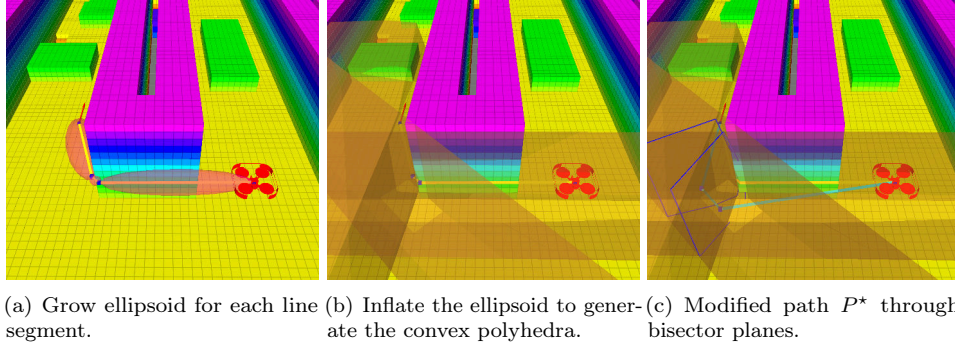 (a) Grow ellipsoid for each line
segment.
(b) Inflate the ellipsoid to gener-
ate the convex polyhedra.
(c) Modified path P⋆ through
bisector planes.